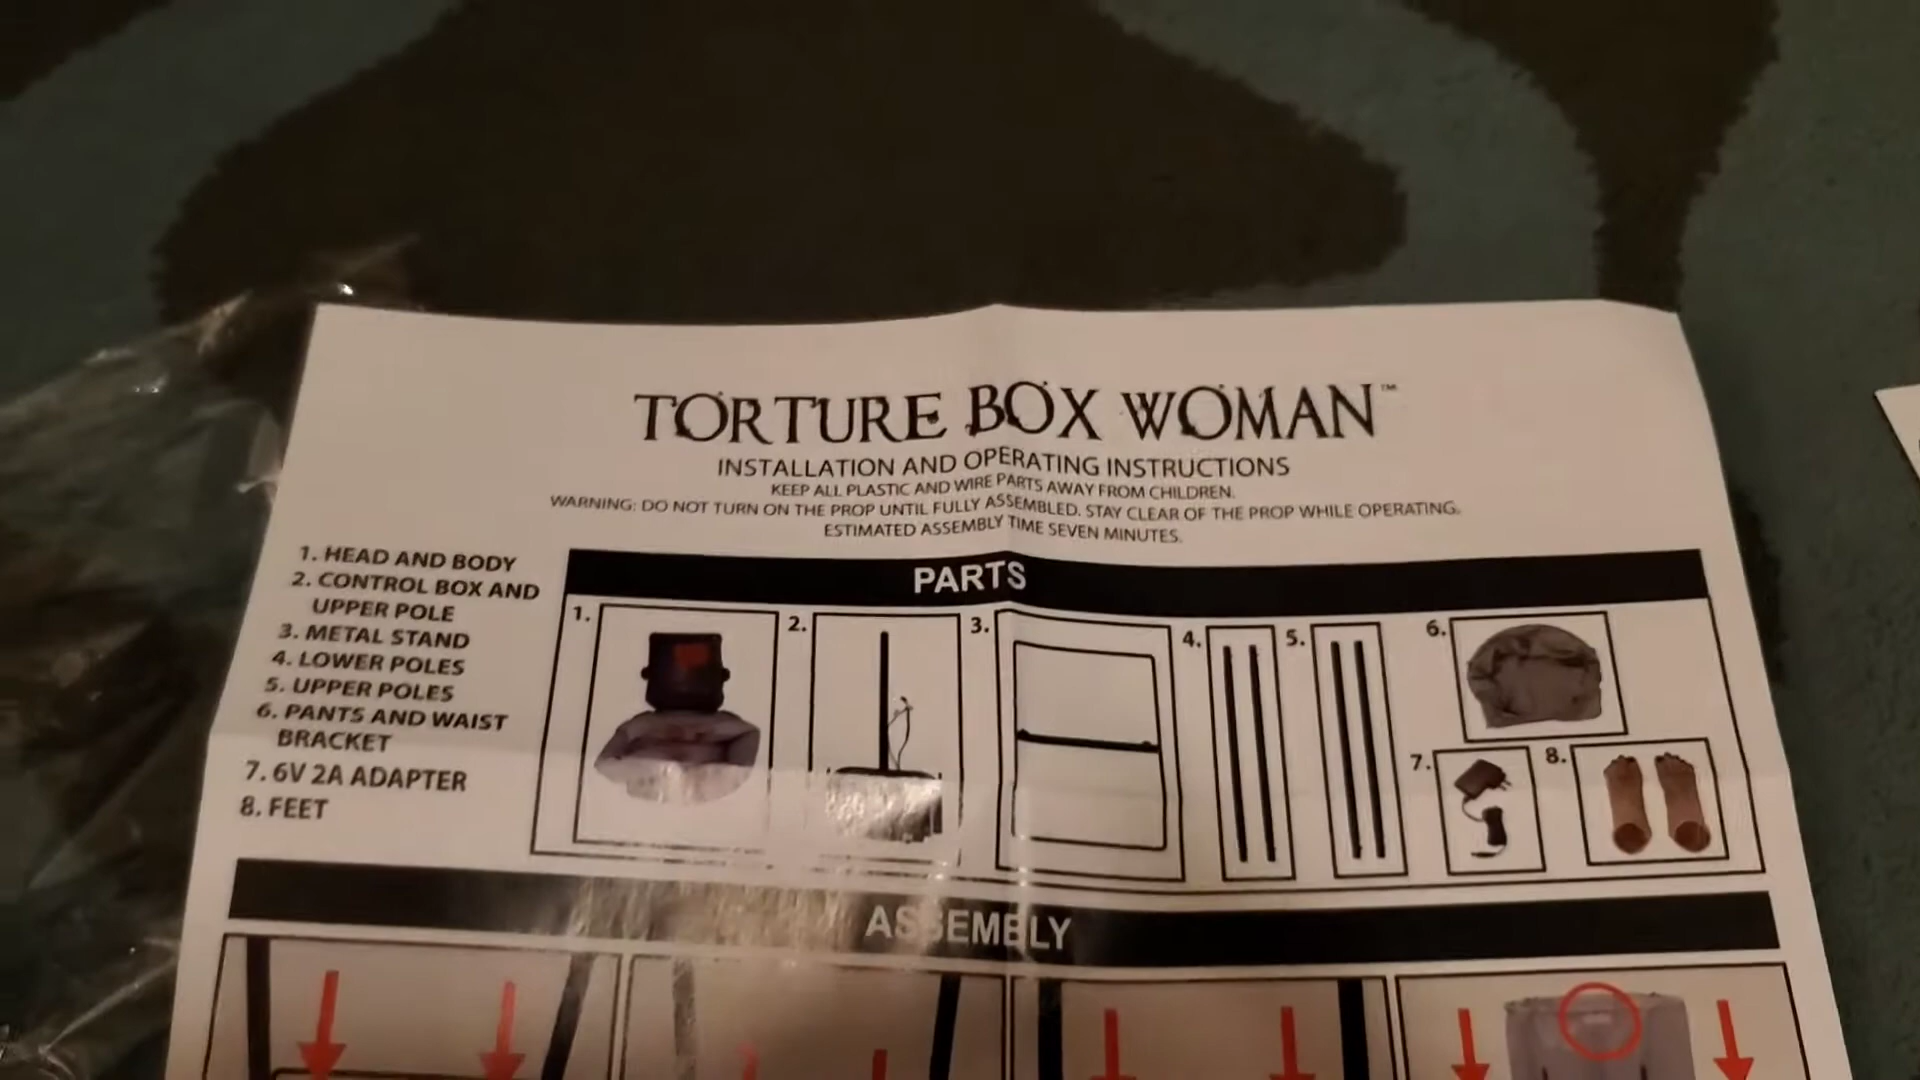 TORTURE BOX WOMAN™
INSTALLATION AND OPERATING INSTRUCTIONS
KEEP ALL PLASTIC AND WIRE PARTS AWAY FROM CHILDREN.
WARNING: DO NOT TURN ON THE PROP UNTIL FULLY ASSEMBLED. STAY CLEAR OF THE PROP WHILE OPERATING.
ESTIMATED ASSEMBLY TIME SEVEN MINUTES.
1. HEAD AND BODY
2. CONTROL BOX AND
UPPER POLE
3. METAL STAND
4. LOWER POLES
5. UPPER POLES
6. PANTS AND WAIST
BRACKET
7. 6V 2A ADAPTER
8. FEET
PARTS
1. 2. 3. 4. 5. 6.
7. 8.
ASSEMBLY